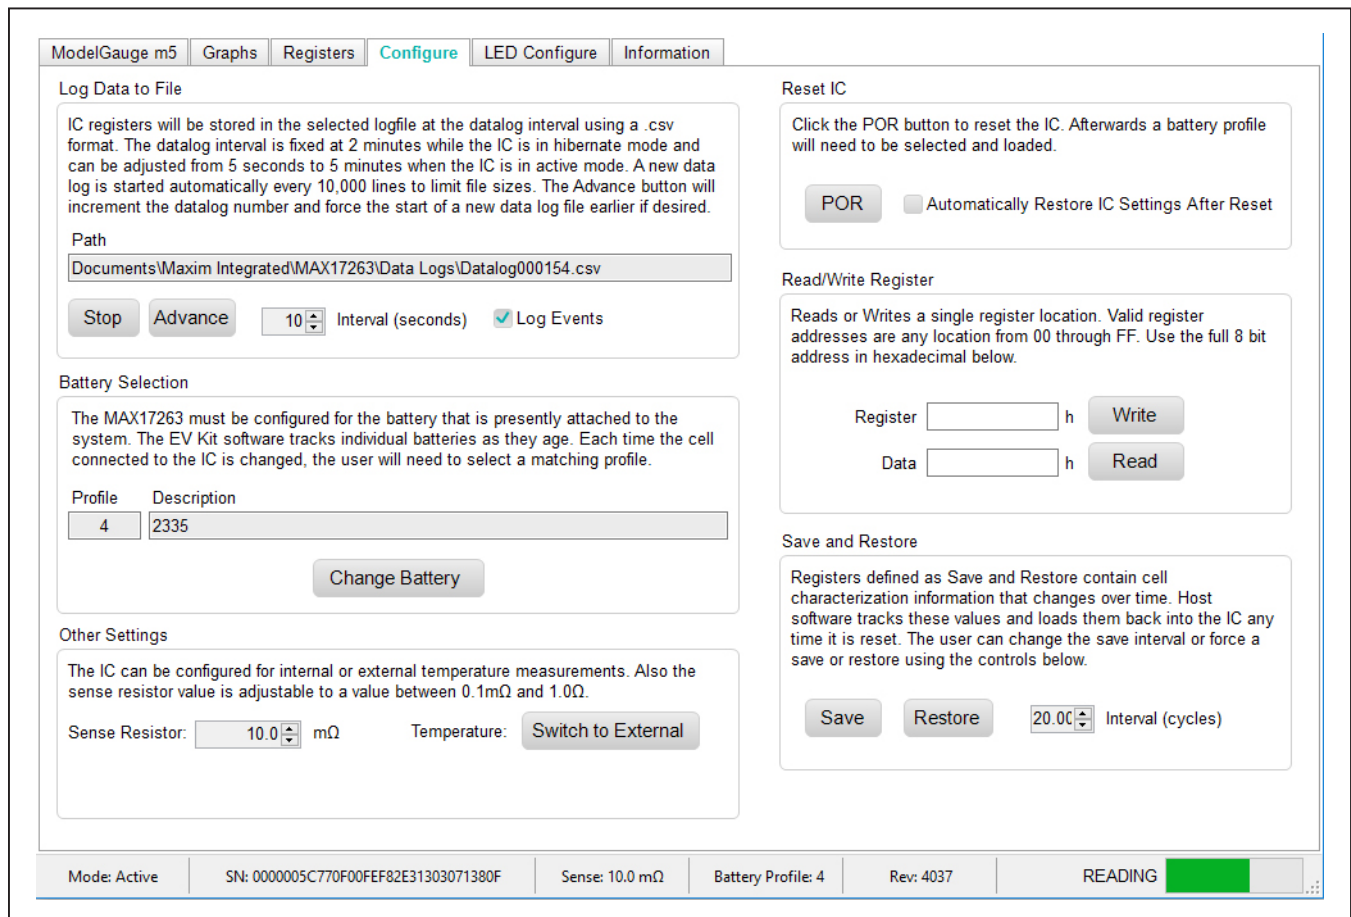 ModelGauge m5 Graphs Registers Configure LED Configure Information
Log Data to File
IC registers will be stored in the selected logfile at the datalog interval using a .csv
format. The datalog interval is fixed at 2 minutes while the IC is in hibernate mode and
can be adjusted from 5 seconds to 5 minutes when the IC is in active mode. A new data
log is started automatically every 10,000 lines to limit file sizes. The Advance button will
increment the datalog number and force the start of a new data log file earlier if desired.
Path
Documents\Maxim Integrated\MAX17263\Data Logs\Datalog000154.csv
Stop Advance 10 Interval (seconds) Log Events
Battery Selection
The MAX17263 must be configured for the battery that is presently attached to the
system. The EV Kit software tracks individual batteries as they age. Each time the cell
connected to the IC is changed, the user will need to select a matching profile.
Profile Description
4 2335
Change Battery
Other Settings
The IC can be configured for internal or external temperature measurements. Also the
sense resistor value is adjustable to a value between 0.1mΩ and 1.0Ω.
Sense Resistor: 10.0 mΩ Temperature: Switch to External
Reset IC
Click the POR button to reset the IC. Afterwards a battery profile
will need to be selected and loaded.
POR Automatically Restore IC Settings After Reset
Read/Write Register
Reads or Writes a single register location. Valid register
addresses are any location from 00 through FF. Use the full 8 bit
address in hexadecimal below.
Register h Write
Data h Read
Save and Restore
Registers defined as Save and Restore contain cell
characterization information that changes over time. Host
software tracks these values and loads them back into the IC any
time it is reset. The user can change the save interval or force a
save or restore using the controls below.
Save Restore 20.00 Interval (cycles)
Mode: Active SN: 0000005C770F00FEF82E31303071380F Sense: 10.0 mΩ Battery Profile: 4 Rev: 4037 READING